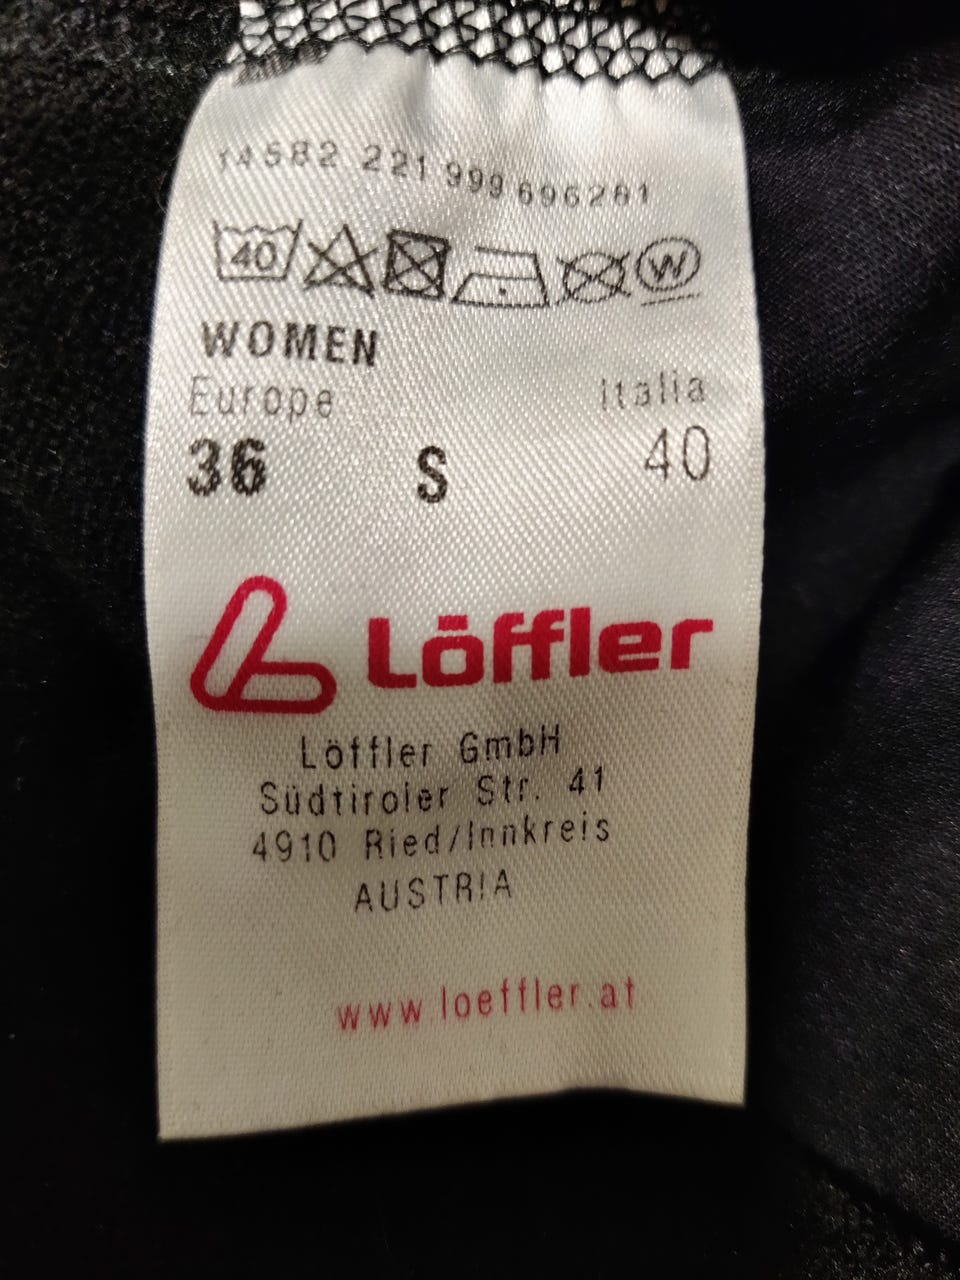 14582 221 999 696281
40 W
WOMEN
Europe Italia
36 S 40
Löffler
Löffler GmbH
Südtiroler Str. 41
4910 Ried/Innkreis
AUSTRIA
www.loeffler.at